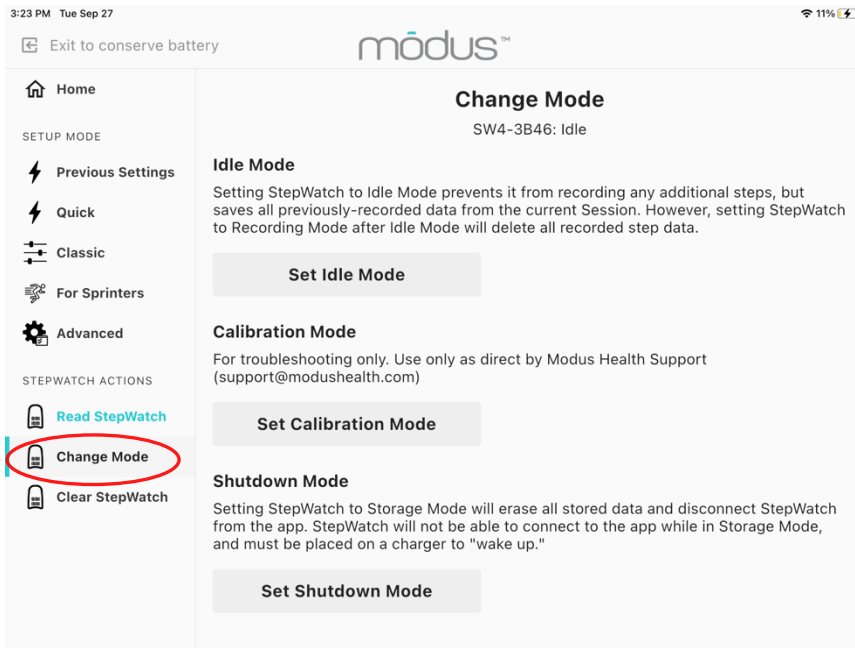 3:23 PM Tue Sep 27
11%
Exit to conserve battery
mōdus™
Home
SETUP MODE
Previous Settings
Quick
Classic
For Sprinters
Advanced
STEPWATCH ACTIONS
Read StepWatch
Change Mode
Clear StepWatch
Change Mode
SW4-3B46: Idle
Idle Mode
Setting StepWatch to Idle Mode prevents it from recording any additional steps, but
saves all previously-recorded data from the current Session. However, setting StepWatch
to Recording Mode after Idle Mode will delete all recorded step data.
Set Idle Mode
Calibration Mode
For troubleshooting only. Use only as direct by Modus Health Support
(support@modushealth.com)
Set Calibration Mode
Shutdown Mode
Setting StepWatch to Storage Mode will erase all stored data and disconnect StepWatch
from the app. StepWatch will not be able to connect to the app while in Storage Mode,
and must be placed on a charger to "wake up."
Set Shutdown Mode